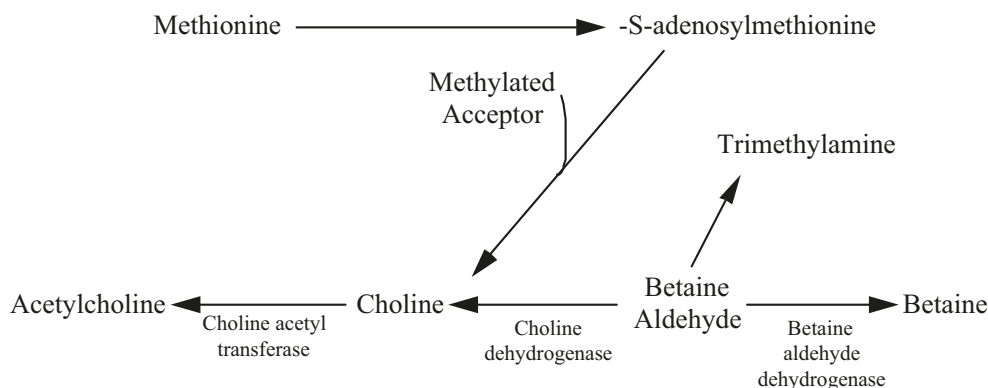 Methionine
-S-adenosylmethionine
Methylated
Acceptor
Trimethylamine
Acetylcholine
Choline acetyl
transferase
Choline
Choline
dehydrogenase
Betaine
Aldehyde
Betaine
aldehyde
dehydrogenase
Betaine